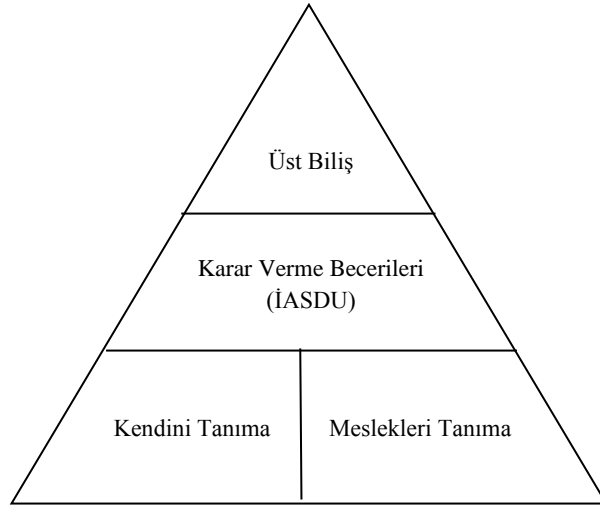 Üst Biliş
Karar Verme Becerileri
(İASDU)
Kendini Tanıma
Meslekleri Tanıma